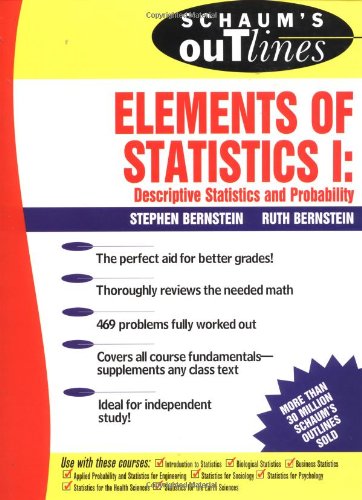 SCHAUM'S
ouTlines
ELEMENTS OF
STATISTICS I:
Descriptive Statistics and Probability
STEPHEN BERNSTEIN RUTH BERNSTEIN
The perfect aid for better grades!
Thoroughly reviews the needed math
469 problems fully worked out
Covers all course fundamentals—
supplements any class text
Ideal for independent
study!
MORE THAN
30 MILLION
SCHAUM'S
OUTLINES
SOLD
Use with these courses: Introduction to Statistics Biological Statistics Business Statistics
Applied Probability and Statistics for Engineering Statistics for Sociology Statistics for Psychology
Statistics for the Health Sciences Statistics for the Earth Sciences
Copyrighted Material
Copyrighted Material